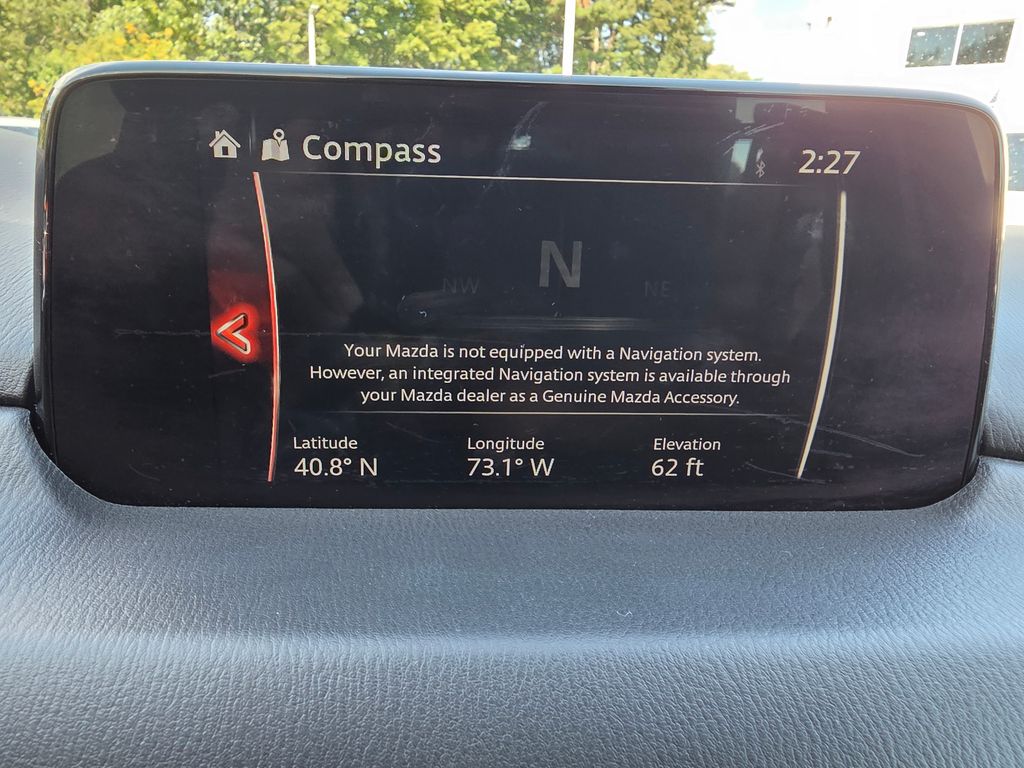 Compass
2:27
N
NW
NE
Your Mazda is not equipped with a Navigation system.
However, an integrated Navigation system is available through
your Mazda dealer as a Genuine Mazda Accessory.
Latitude Longitude Elevation
40.8° N 73.1° W 62 ft